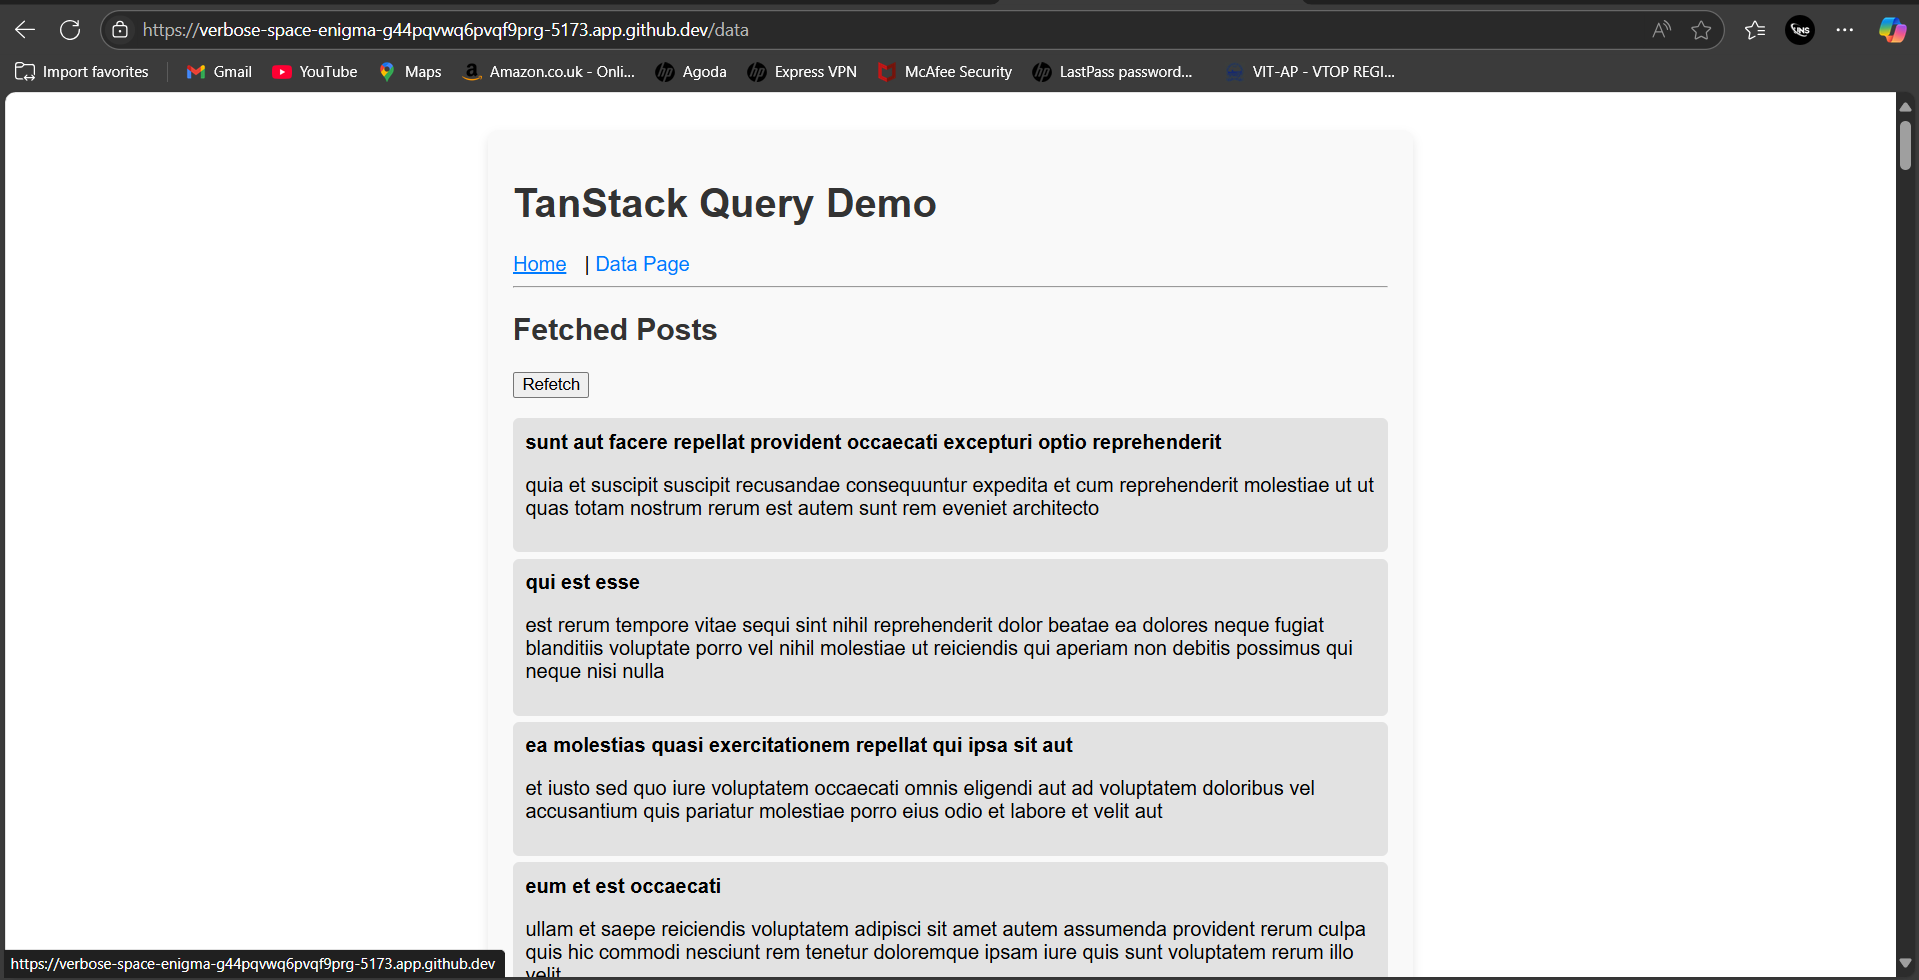 https://verbose-space-enigma-g44pqvwq6pvqf9prg-5173.app.github.dev/data
Import favorites Gmail YouTube Maps Amazon.co.uk - Onli... Agoda Express VPN McAfee Security LastPass password... VIT-AP - VTOP REGI...
TanStack Query Demo
Home | Data Page
Fetched Posts
Refetch
sunt aut facere repellat provident occaecati excepturi optio reprehenderit
quia et suscipit suscipit recusandae consequuntur expedita et cum reprehenderit molestiae ut ut
quas totam nostrum rerum est autem sunt rem eveniet architecto
qui est esse
est rerum tempore vitae sequi sint nihil reprehenderit dolor beatae ea dolores neque fugiat
blanditiis voluptate porro vel nihil molestiae ut reiciendis qui aperiam non debitis possimus qui
neque nisi nulla
ea molestias quasi exercitationem repellat qui ipsa sit aut
et iusto sed quo iure voluptatem occaecati omnis eligendi aut ad voluptatem doloribus vel
accusantium quis pariatur molestiae porro eius odio et labore et velit aut
eum et est occaecati
ullam et saepe reiciendis voluptatem adipisci sit amet autem assumenda provident rerum culpa
quis hic commodi nesciunt rem tenetur doloremque ipsam iure quis sunt voluptatem rerum illo
velit
https://verbose-space-enigma-g44pqvwq6pvqf9prg-5173.app.github.dev